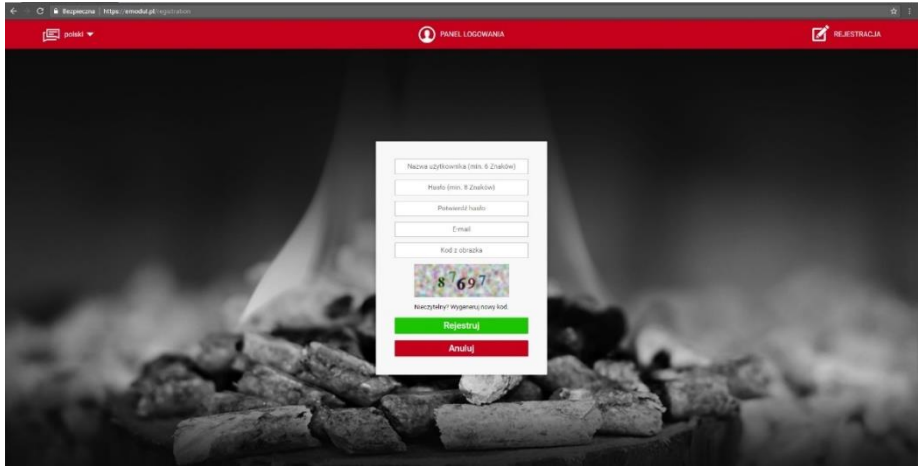 Bezpieczna | https://emodul.pl/registration
polski
PANEL LOGOWANIA
REJESTRACJA
Nazwa użytkownika (min. 6 Znaków)
Hasło (min. 8 Znaków)
Potwierdź hasło
E-mail
Kod z obrazka
87697
Nieczytelny? Wygeneruj nowy kod.
Rejestruj
Anuluj